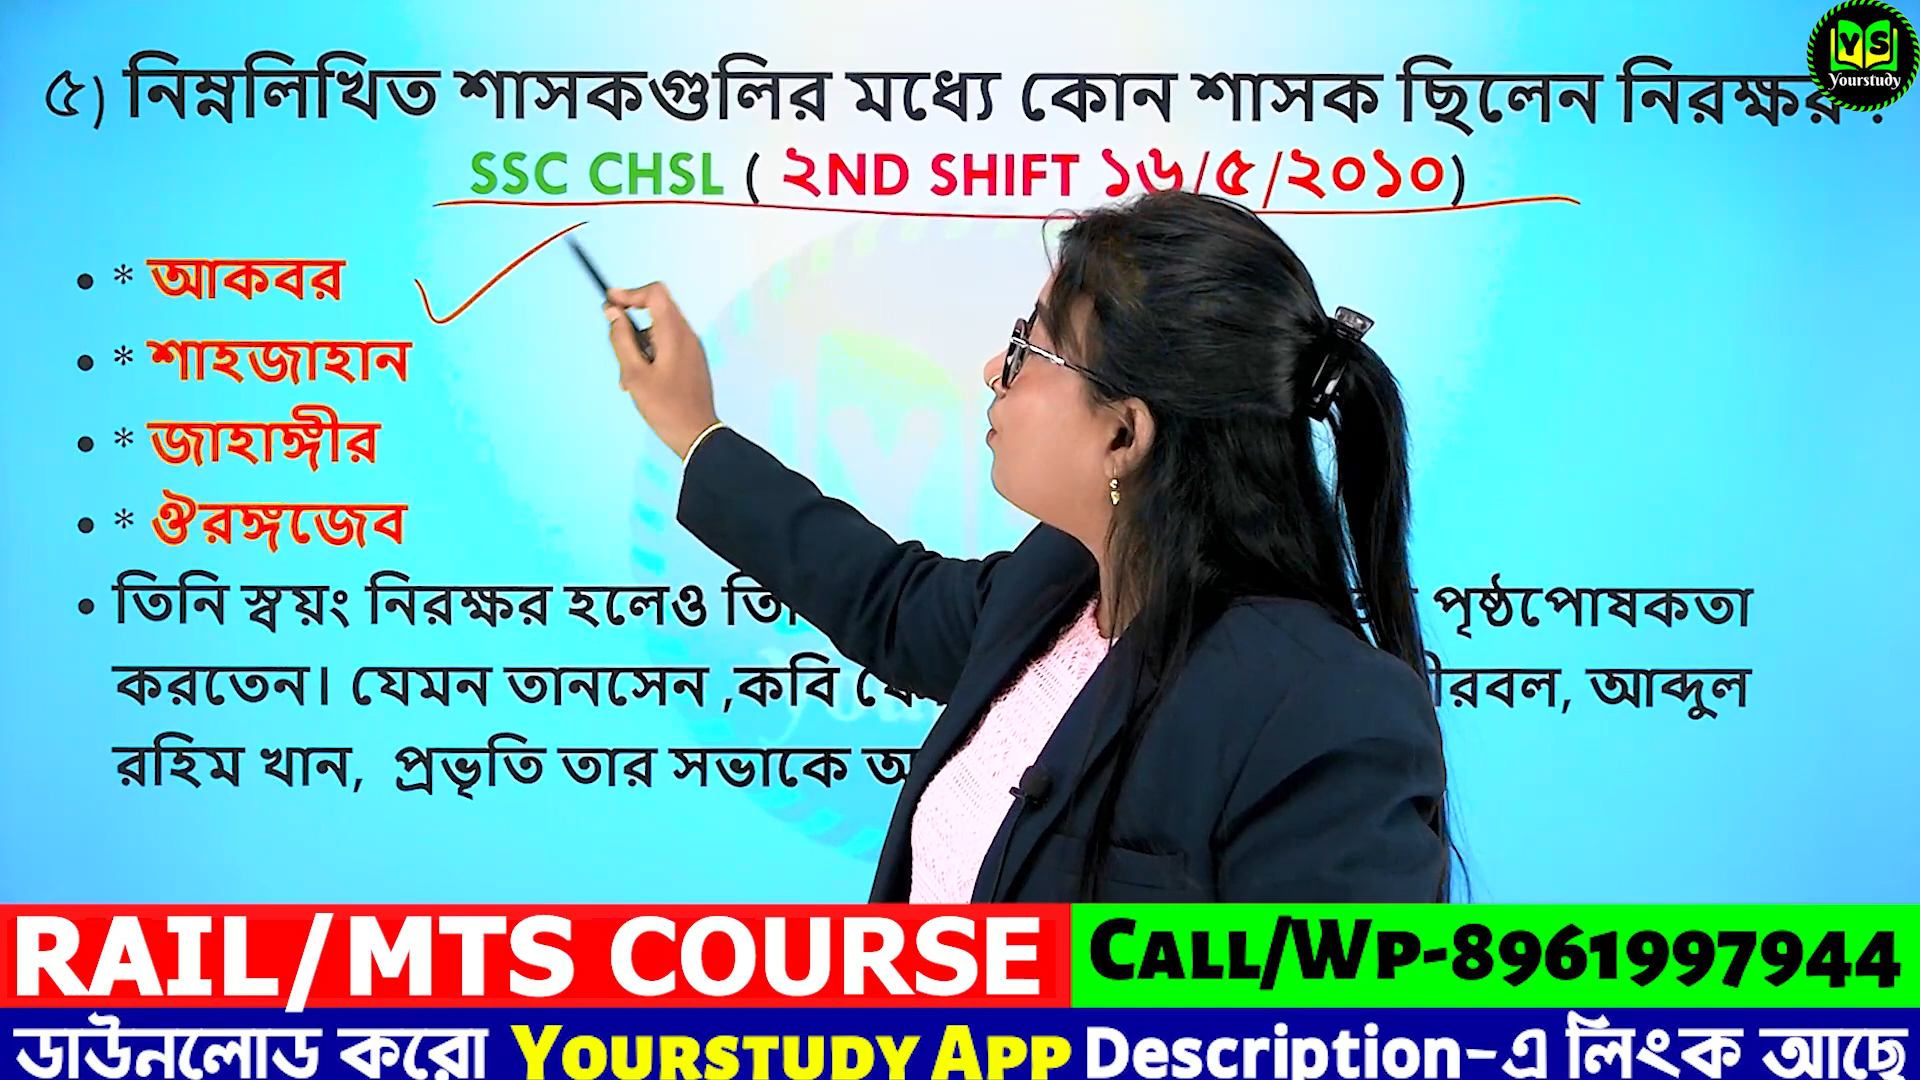 ৫) নিম্নলিখিত শাসকগুলির মধ্যে কোন শাসক ছিলেন নিরক্ষর
YS
Yourstudy
SSC CHSL ( ২ND SHIFT ১৬/৫/২০১০)
• * আকবর
• * শাহজাহান
• * জাহাঙ্গীর
• * ঔরঙ্গজেব
• তিনি স্বয়ং নিরক্ষর হলেও পৃষ্ঠপোষকতা
করতেন। যেমন তানসেন ,কবি আব্দুল
রহিম খান, প্রভৃতি তার সভাকে
RAIL/MTS COURSE
CALL/WP-8961997944
ডাউনলোড করো YOURSTUDY APP Description-এ লিংক আছে